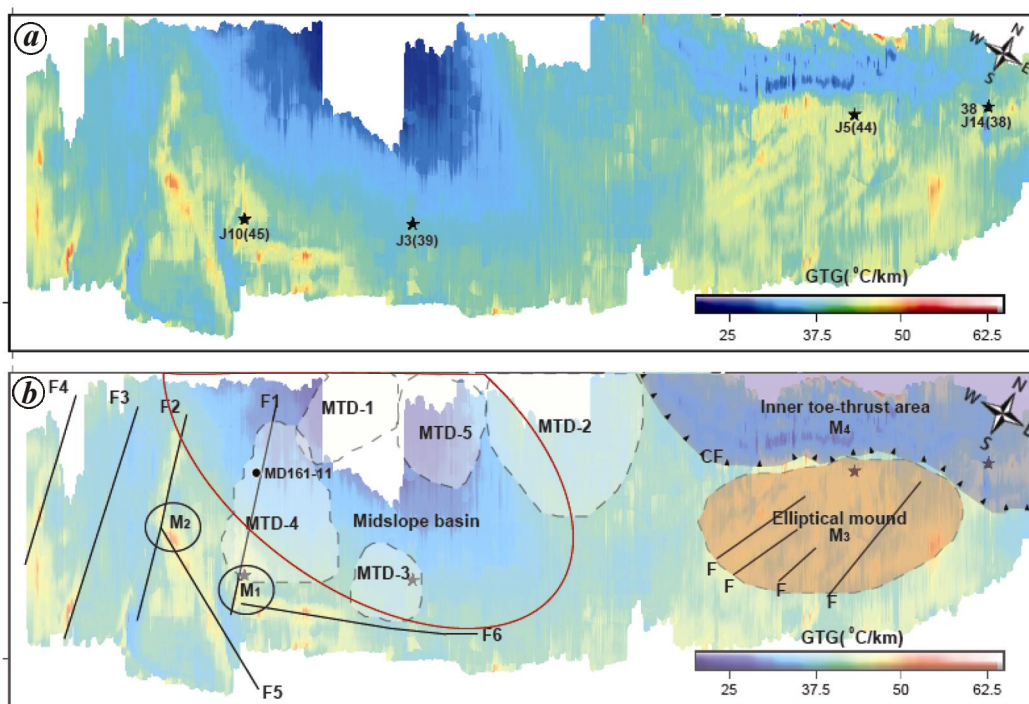 a
N
W
E
S
38
J5(44)
J14(38)
J10(45)
J3(39)
GTG(⁰C/km)
25 37.5 50 62.5
b
F4
F3
F2
F1
MTD-1
MTD-5
MTD-2
N
W
S
Inner toe-thrust area
M4
CF
MD161-11
M2
MTD-4
Midslope basin
Elliptical mound
M3
MTD-3
M1
F
F
F
F
F6
F5
GTG(⁰C/km)
25 37.5 50 62.5